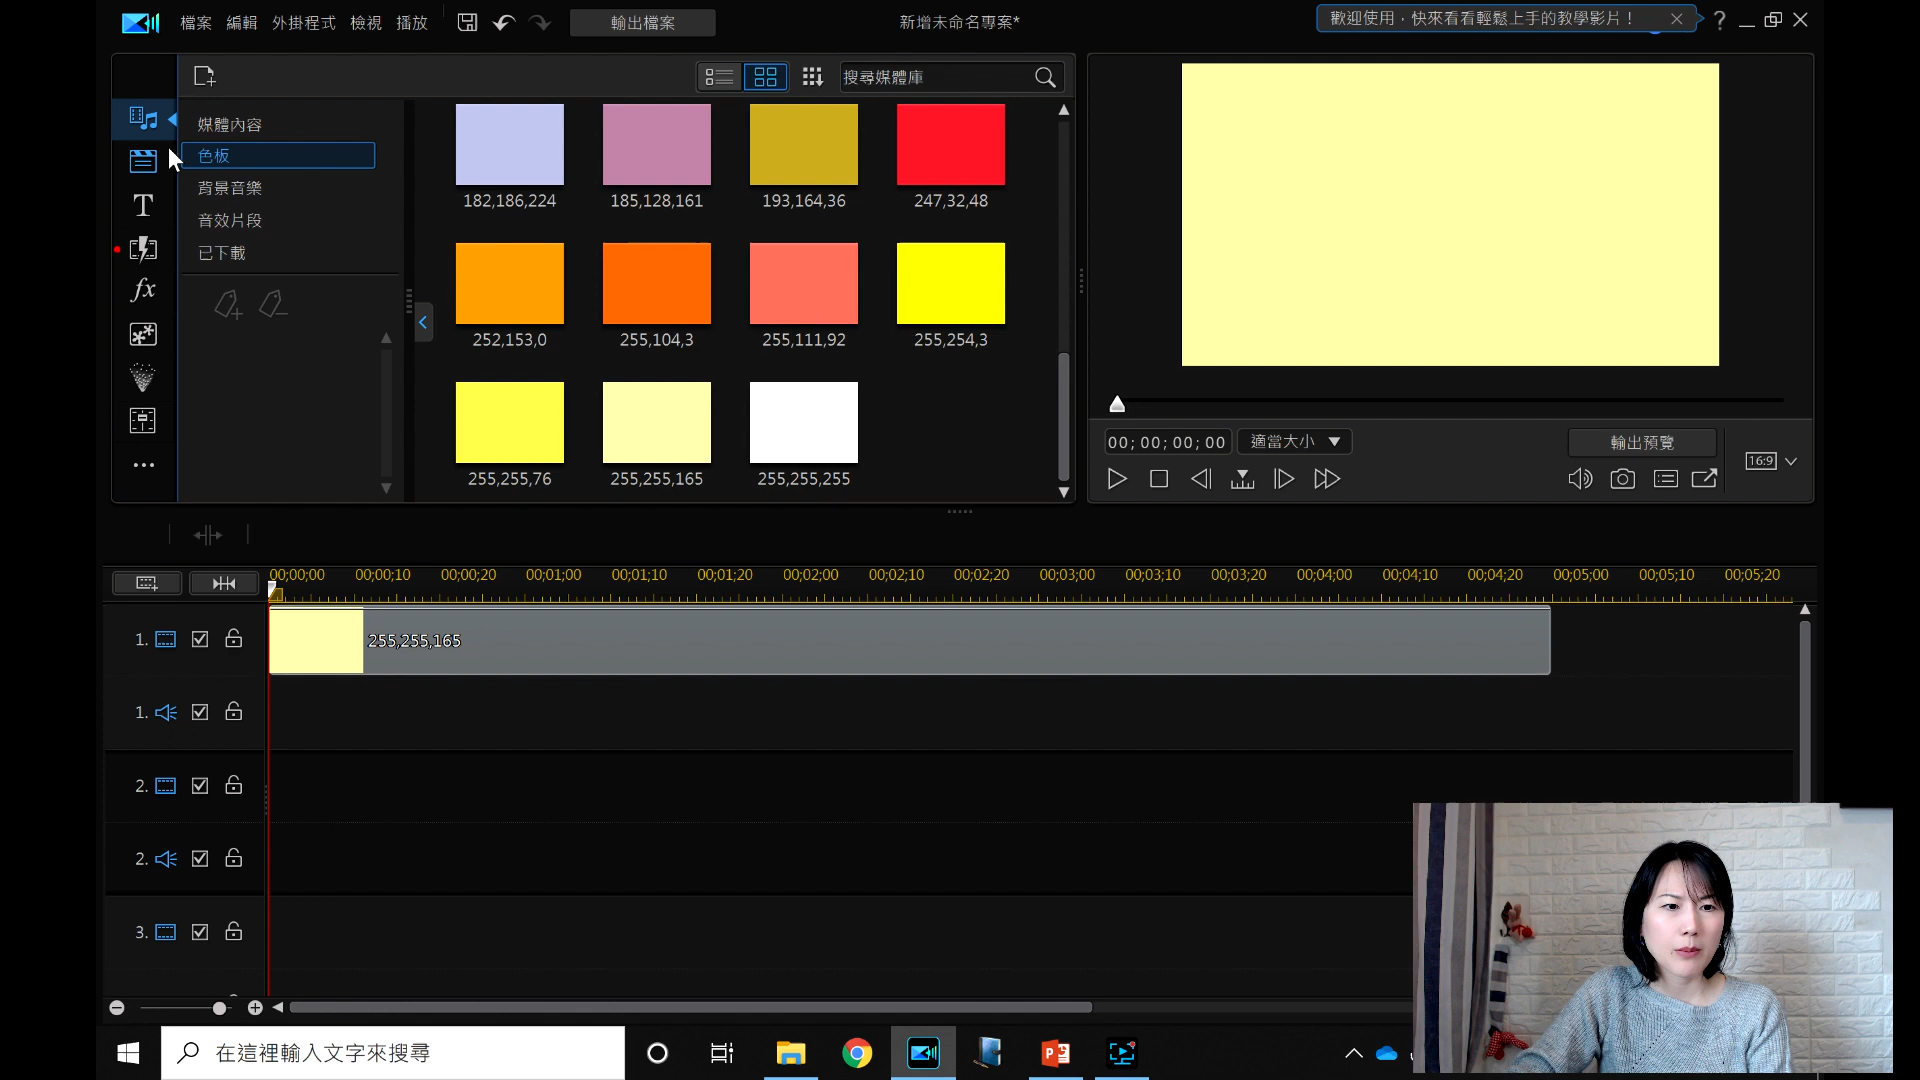 檔案 編輯 外掛程式 檢視 播放 輸出檔案 新增未命名專案* 歡迎使用，快來看看輕鬆上手的教學影片！
搜尋媒體庫
媒體內容
色板
背景音樂
音效片段
已下載
T
fx
182,186,224 185,128,161 193,164,36 247,32,48
252,153,0 255,104,3 255,111,92 255,254,3
255,255,76 255,255,165 255,255,255
00;00;00;00 適當大小 輸出預覽 16:9
00;00;00 00;00;10 00;00;20 00;01;00 00;01;10 00;01;20 00;02;00 00;02;10 00;02;20 00;03;00 00;03;10 00;03;20 00;04;00 00;04;10 00;04;20 00;05;00 00;05;10 00;05;20
1. 255,255,165
1.
2.
2.
3.
在這裡輸入文字來搜尋